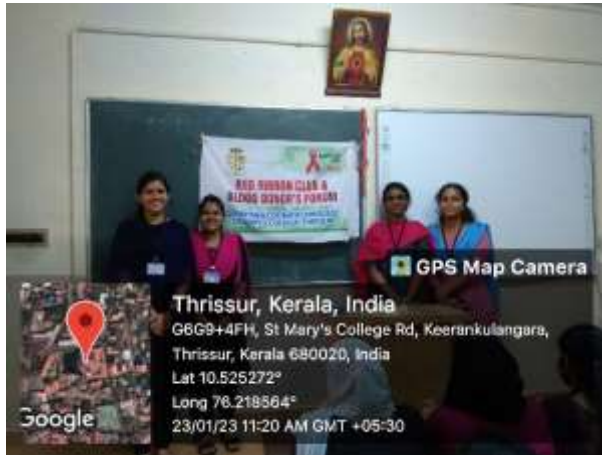 RED RIBBON CLUB &
BLOOD DONER'S FORUM
GPS Map Camera
Thrissur, Kerala, India
G6G9+4FH, St Mary's College Rd, Keerankulangara,
Thrissur, Kerala 680020, India
Lat 10.525272°
Long 76.218564°
23/01/23 11:20 AM GMT +05:30
Google